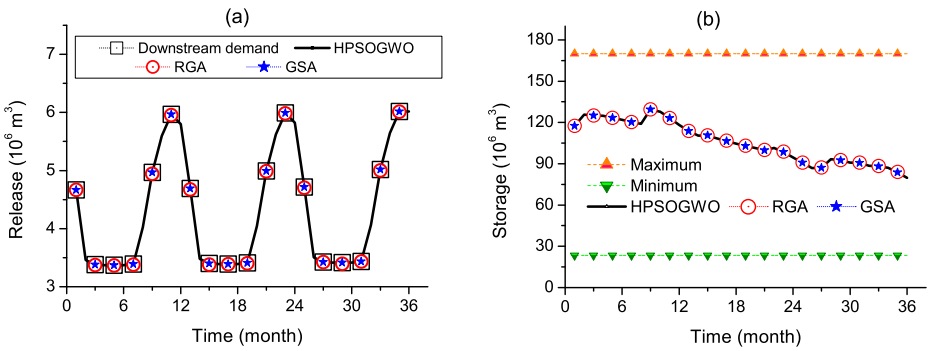 (a)
Release (10⁶ m³)
7
6
5
4
3
Downstream demand HPSOGWO
RGA GSA
0 6 12 18 24 30 36
Time (month)
(b)
Storage (10⁶ m³)
180
150
120
90
60
30
0
Maximum
Minimum
HPSOGWO RGA GSA
0 6 12 18 24 30 36
Time (month)